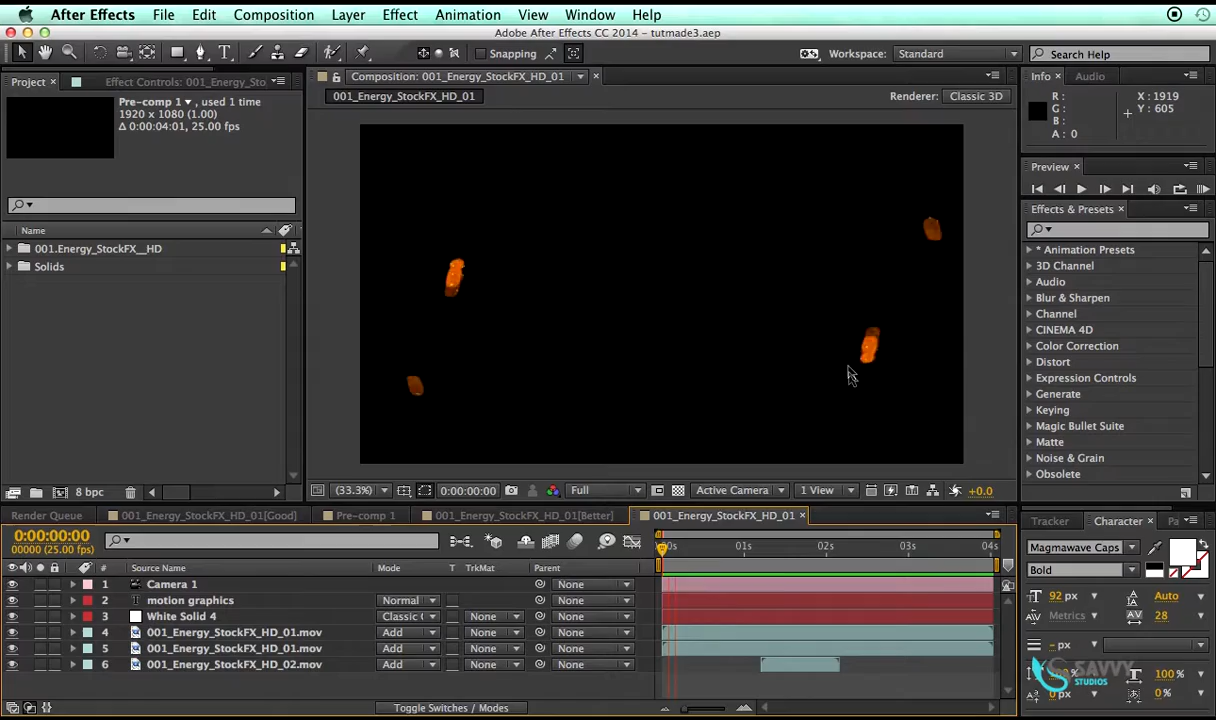 After Effects File Edit Composition Layer Effect Animation View Window Help
Adobe After Effects CC 2014 - tutmade3.aep
Snapping Workspace: Standard Search Help
Project Effect Controls: 001_Energy_Sto Composition: 001_Energy_StockFX_HD_01 Info Audio
Pre-comp 1, used 1 time
1920 x 1080 (1.00)
Δ 0:00:04:01, 25.00 fps
001_Energy_StockFX_HD_01 Renderer: Classic 3D
R: X: 1919
G: Y: 605
B:
A: 0
Preview
Effects & Presets
Name
001.Energy_StockFX__HD
Solids
* Animation Presets
3D Channel
Audio
Blur & Sharpen
Channel
CINEMA 4D
Color Correction
Distort
Expression Controls
Generate
Keying
Magic Bullet Suite
Matte
Noise & Grain
Obsolete
8 bpc (33.3%) 0:00:00:00 Full Active Camera 1 View +0.0
Render Queue 001_Energy_StockFX_HD_01[Good] Pre-comp 1 001_Energy_StockFX_HD_01[Better] 001_Energy_StockFX_HD_01 Tracker Character Pa
0:00:00:00
00000 (25.00 fps)
01s 02s 03s 04s
# Source Name Mode T TrkMat Parent
1 Camera 1 None
2 motion graphics Normal None
3 White Solid 4 Classic None None
4 001_Energy_StockFX_HD_01.mov Add None None
5 001_Energy_StockFX_HD_01.mov Add None None
6 001_Energy_StockFX_HD_02.mov Add None None
Toggle Switches / Modes
Magmawave Caps
Bold
92 px Auto
Metrics 28
- px
100%
0 px 0%
SAVVY
STUDIOS